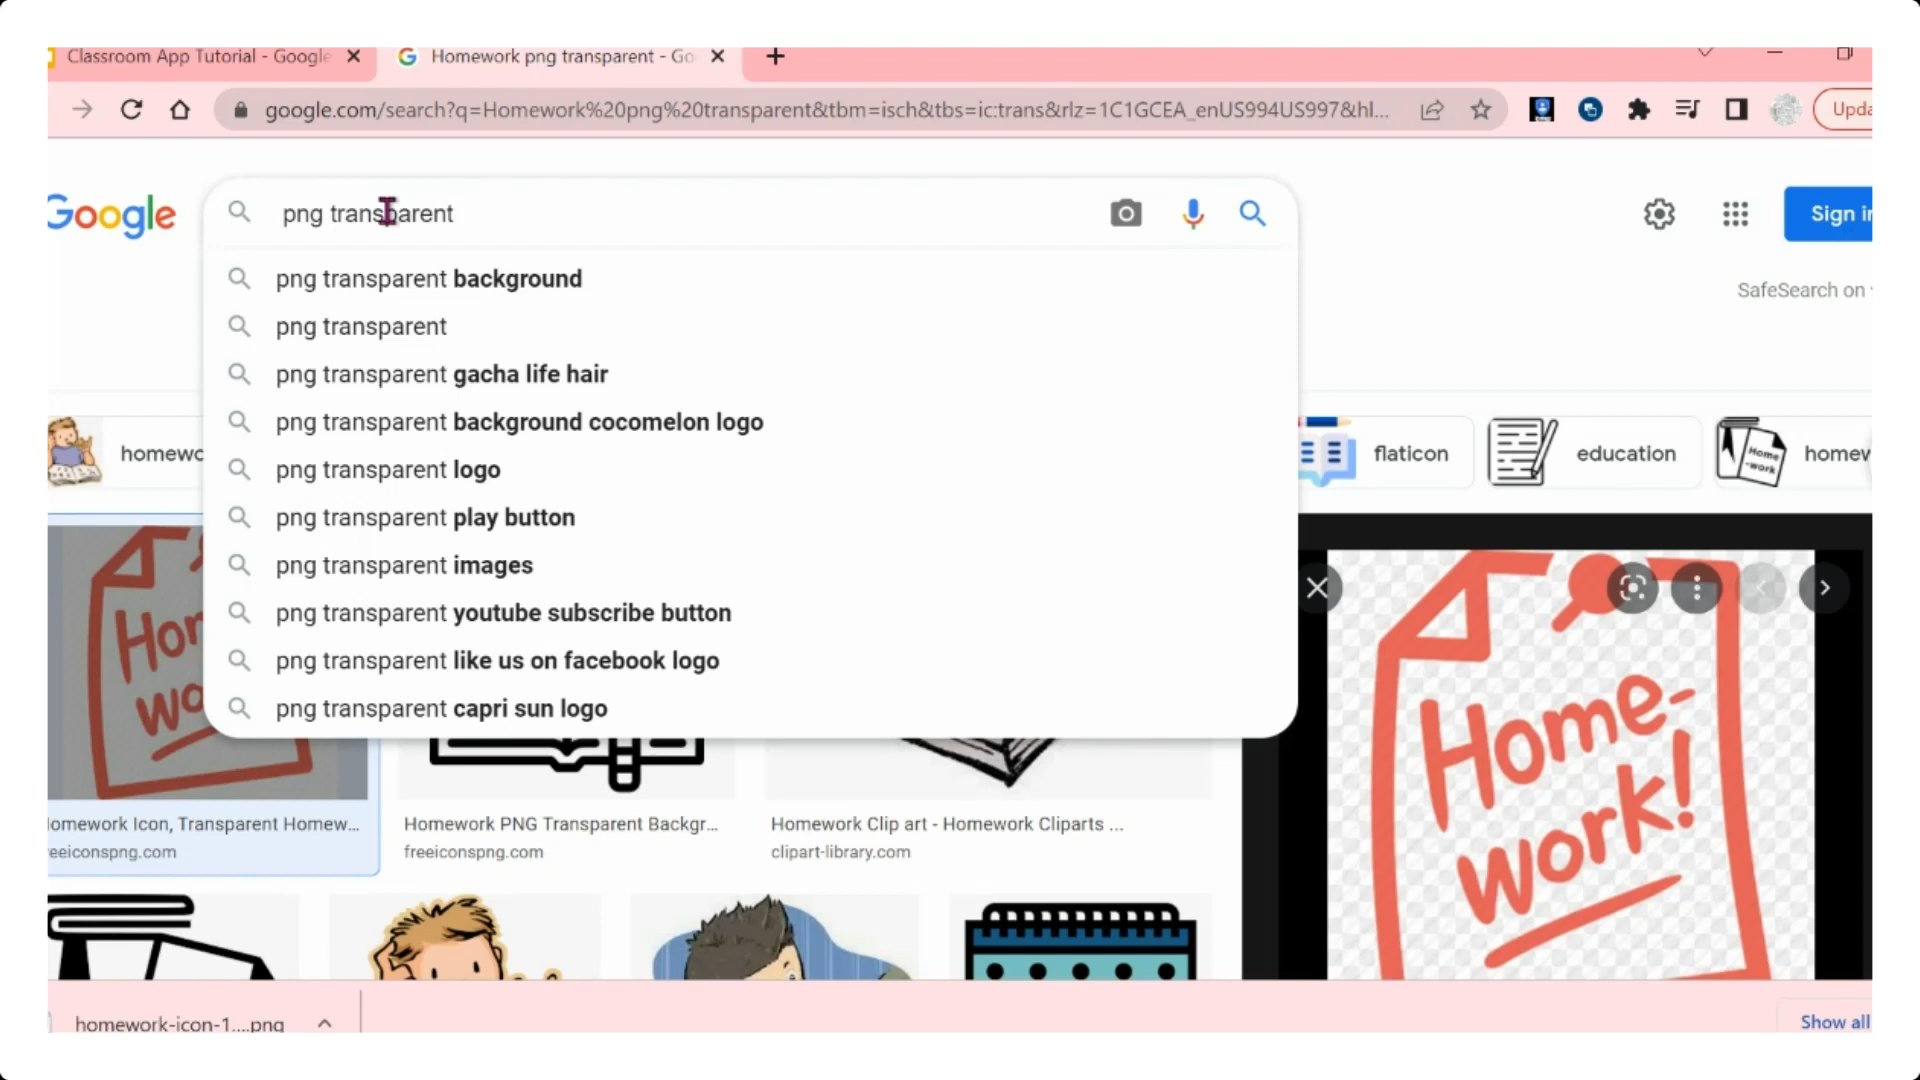 Classroom App Tutorial - Google
Homework png transparent - Go
google.com/search?q=Homework%20png%20transparent&tbm=isch&tbs=ic:trans&rlz=1C1GCEA_enUS994US997&hl...
Upda
Google
png transparent
Sign in
png transparent background
SafeSearch on
png transparent
png transparent gacha life hair
png transparent background cocomelon logo
png transparent logo
png transparent play button
png transparent images
png transparent youtube subscribe button
png transparent like us on facebook logo
png transparent capri sun logo
homewo
flaticon
education
Home
-work
homew
Hor
wo
Home-
work!
omework Icon, Transparent Homew...
eeiconspng.com
Homework PNG Transparent Backgr...
freeiconspng.com
Homework Clip art - Homework Cliparts ...
clipart-library.com
homework-icon-1....png
Show all